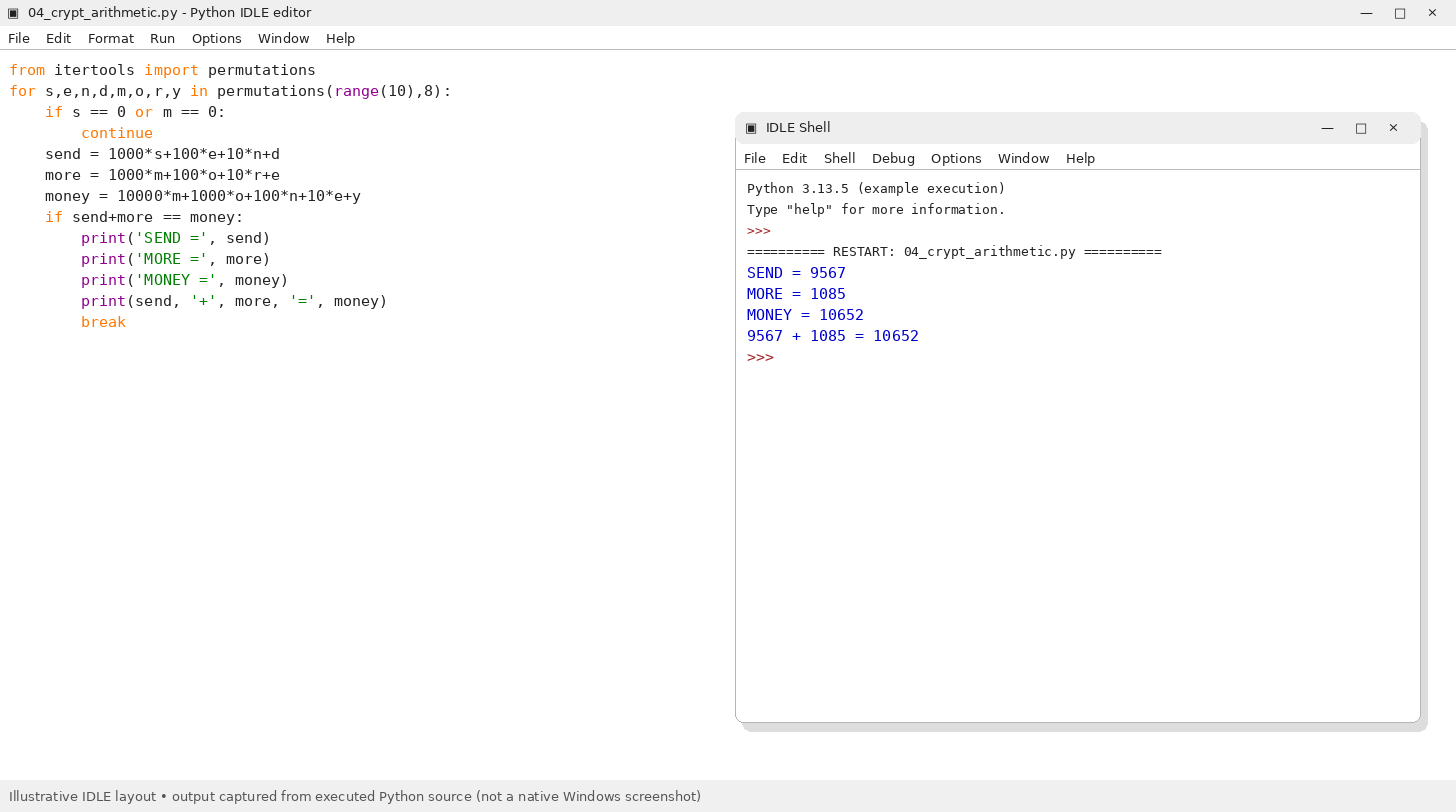 04_crypt_arithmetic.py - Python IDLE editor
File Edit Format Run Options Window Help
from itertools import permutations
for s,e,n,d,m,o,r,y in permutations(range(10),8):
    if s == 0 or m == 0:
        continue
    send = 1000*s+100*e+10*n+d
    more = 1000*m+100*o+10*r+e
    money = 10000*m+1000*o+100*n+10*e+y
    if send+more == money:
        print('SEND =', send)
        print('MORE =', more)
        print('MONEY =', money)
        print(send, '+', more, '=', money)
        break
IDLE Shell
File Edit Shell Debug Options Window Help
Python 3.13.5 (example execution)
Type "help" for more information.
>>>
========== RESTART: 04_crypt_arithmetic.py ==========
SEND = 9567
MORE = 1085
MONEY = 10652
9567 + 1085 = 10652
>>>
Illustrative IDLE layout • output captured from executed Python source (not a native Windows screenshot)